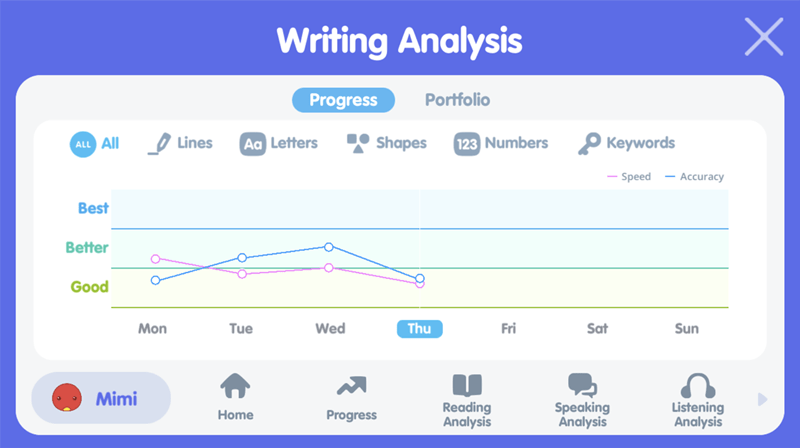 Writing Analysis
Progress Portfolio
ALL All Lines Aa Letters Shapes 123 Numbers Keywords
Speed Accuracy
Best
Better
Good
Mon Tue Wed Thu Fri Sat Sun
Mimi
Home
Progress
Reading
Analysis
Speaking
Analysis
Listening
Analysis